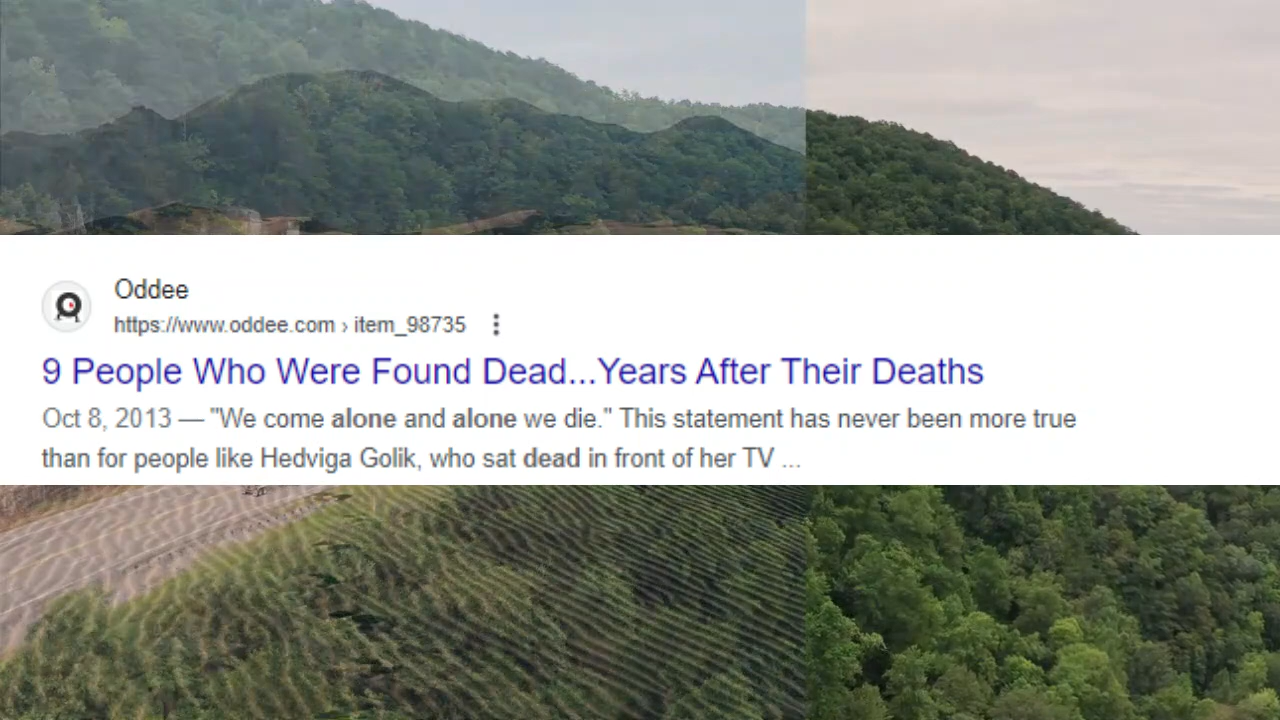 Oddee
https://www.oddee.com › item_98735
9 People Who Were Found Dead...Years After Their Deaths
Oct 8, 2013 — "We come alone and alone we die." This statement has never been more true
than for people like Hedviga Golik, who sat dead in front of her TV ...